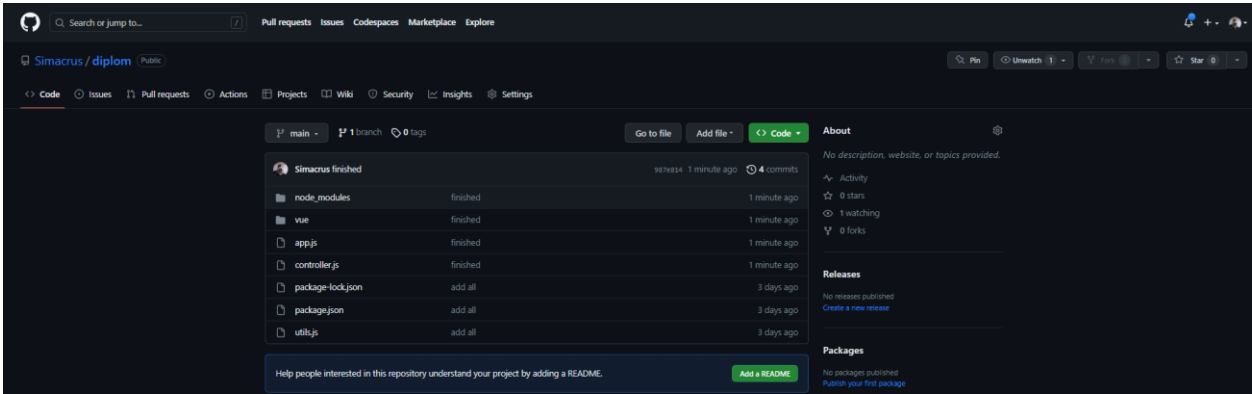 Search or jump to... /
Pull requests Issues Codespaces Marketplace Explore
Simacrus / diplom Public
Pin Unwatch 1 Fork Star 0
Code Issues Pull requests Actions Projects Wiki Security Insights Settings
main 1 branch 0 tags Go to file Add file Code
Simacrus finished 1 minute ago 4 commits
node_modules finished 1 minute ago
vue finished 1 minute ago
app.js finished 1 minute ago
controller.js finished 1 minute ago
package-lock.json add all 3 days ago
package.json add all 3 days ago
utils.js add all 3 days ago
Help people interested in this repository understand your project by adding a README. Add a README
About
No description, website, or topics provided.
Activity
0 stars
1 watching
0 forks
Releases
No releases published
Create a new release
Packages
No packages published
Publish your first package